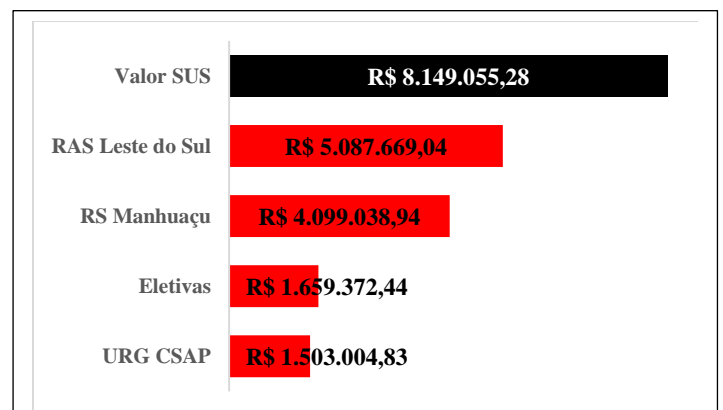 Valor SUS R$ 8.149.055,28
RAS Leste do Sul R$ 5.087.669,04
RS Manhuaçu R$ 4.099.038,94
Eletivas R$ 1.659.372,44
URG CSAP R$ 1.503.004,83